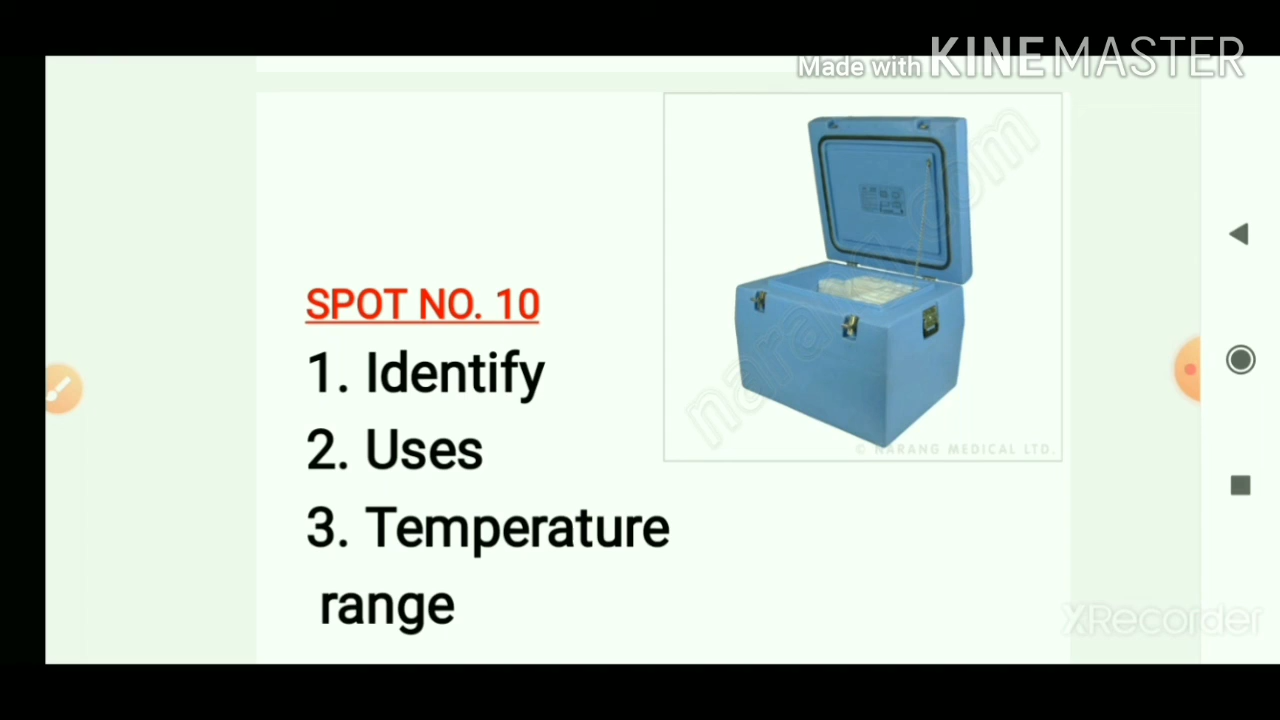 Made with KINEMASTER
SPOT NO. 10
1. Identify
2. Uses
3. Temperature
range
© NARANG MEDICAL LTD.
XRecorder